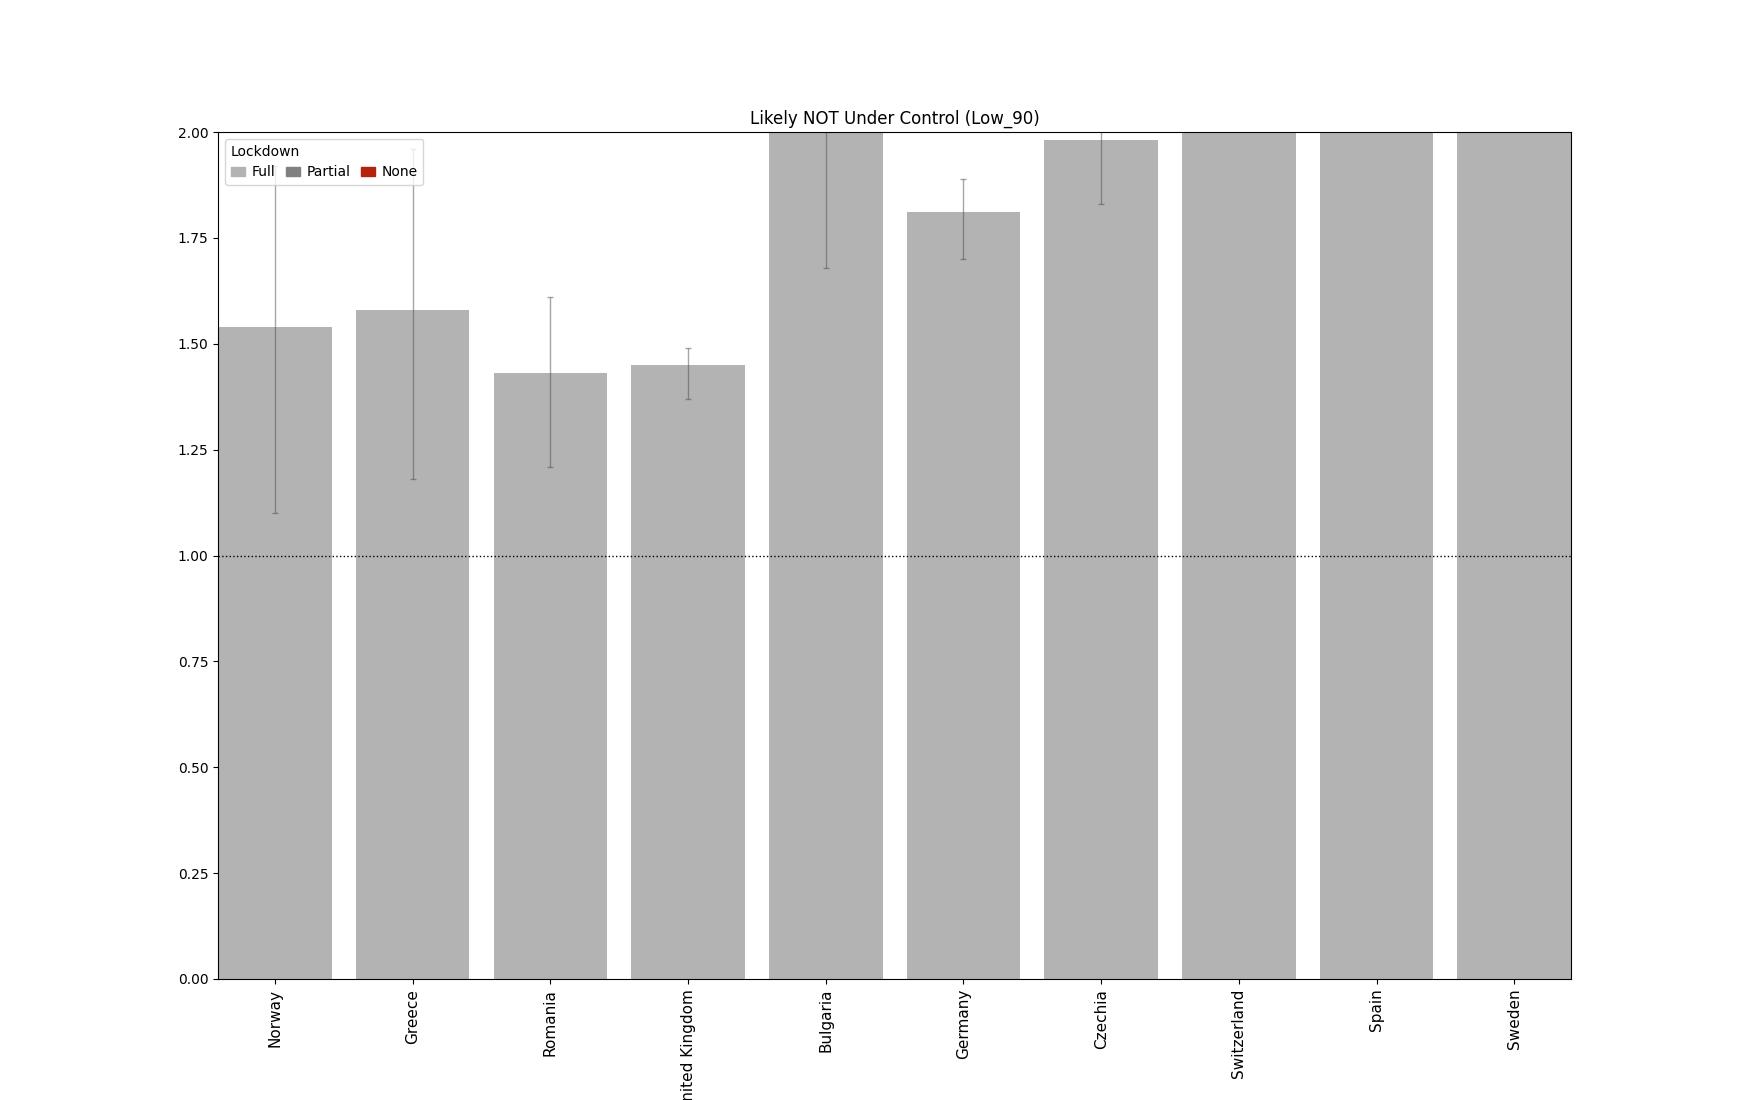 Likely NOT Under Control (Low_90)
Lockdown
Full Partial None
2.00
1.75
1.50
1.25
1.00
0.75
0.50
0.25
0.00
Norway
Greece
Romania
nited Kingdom
Bulgaria
Germany
Czechia
Switzerland
Spain
Sweden